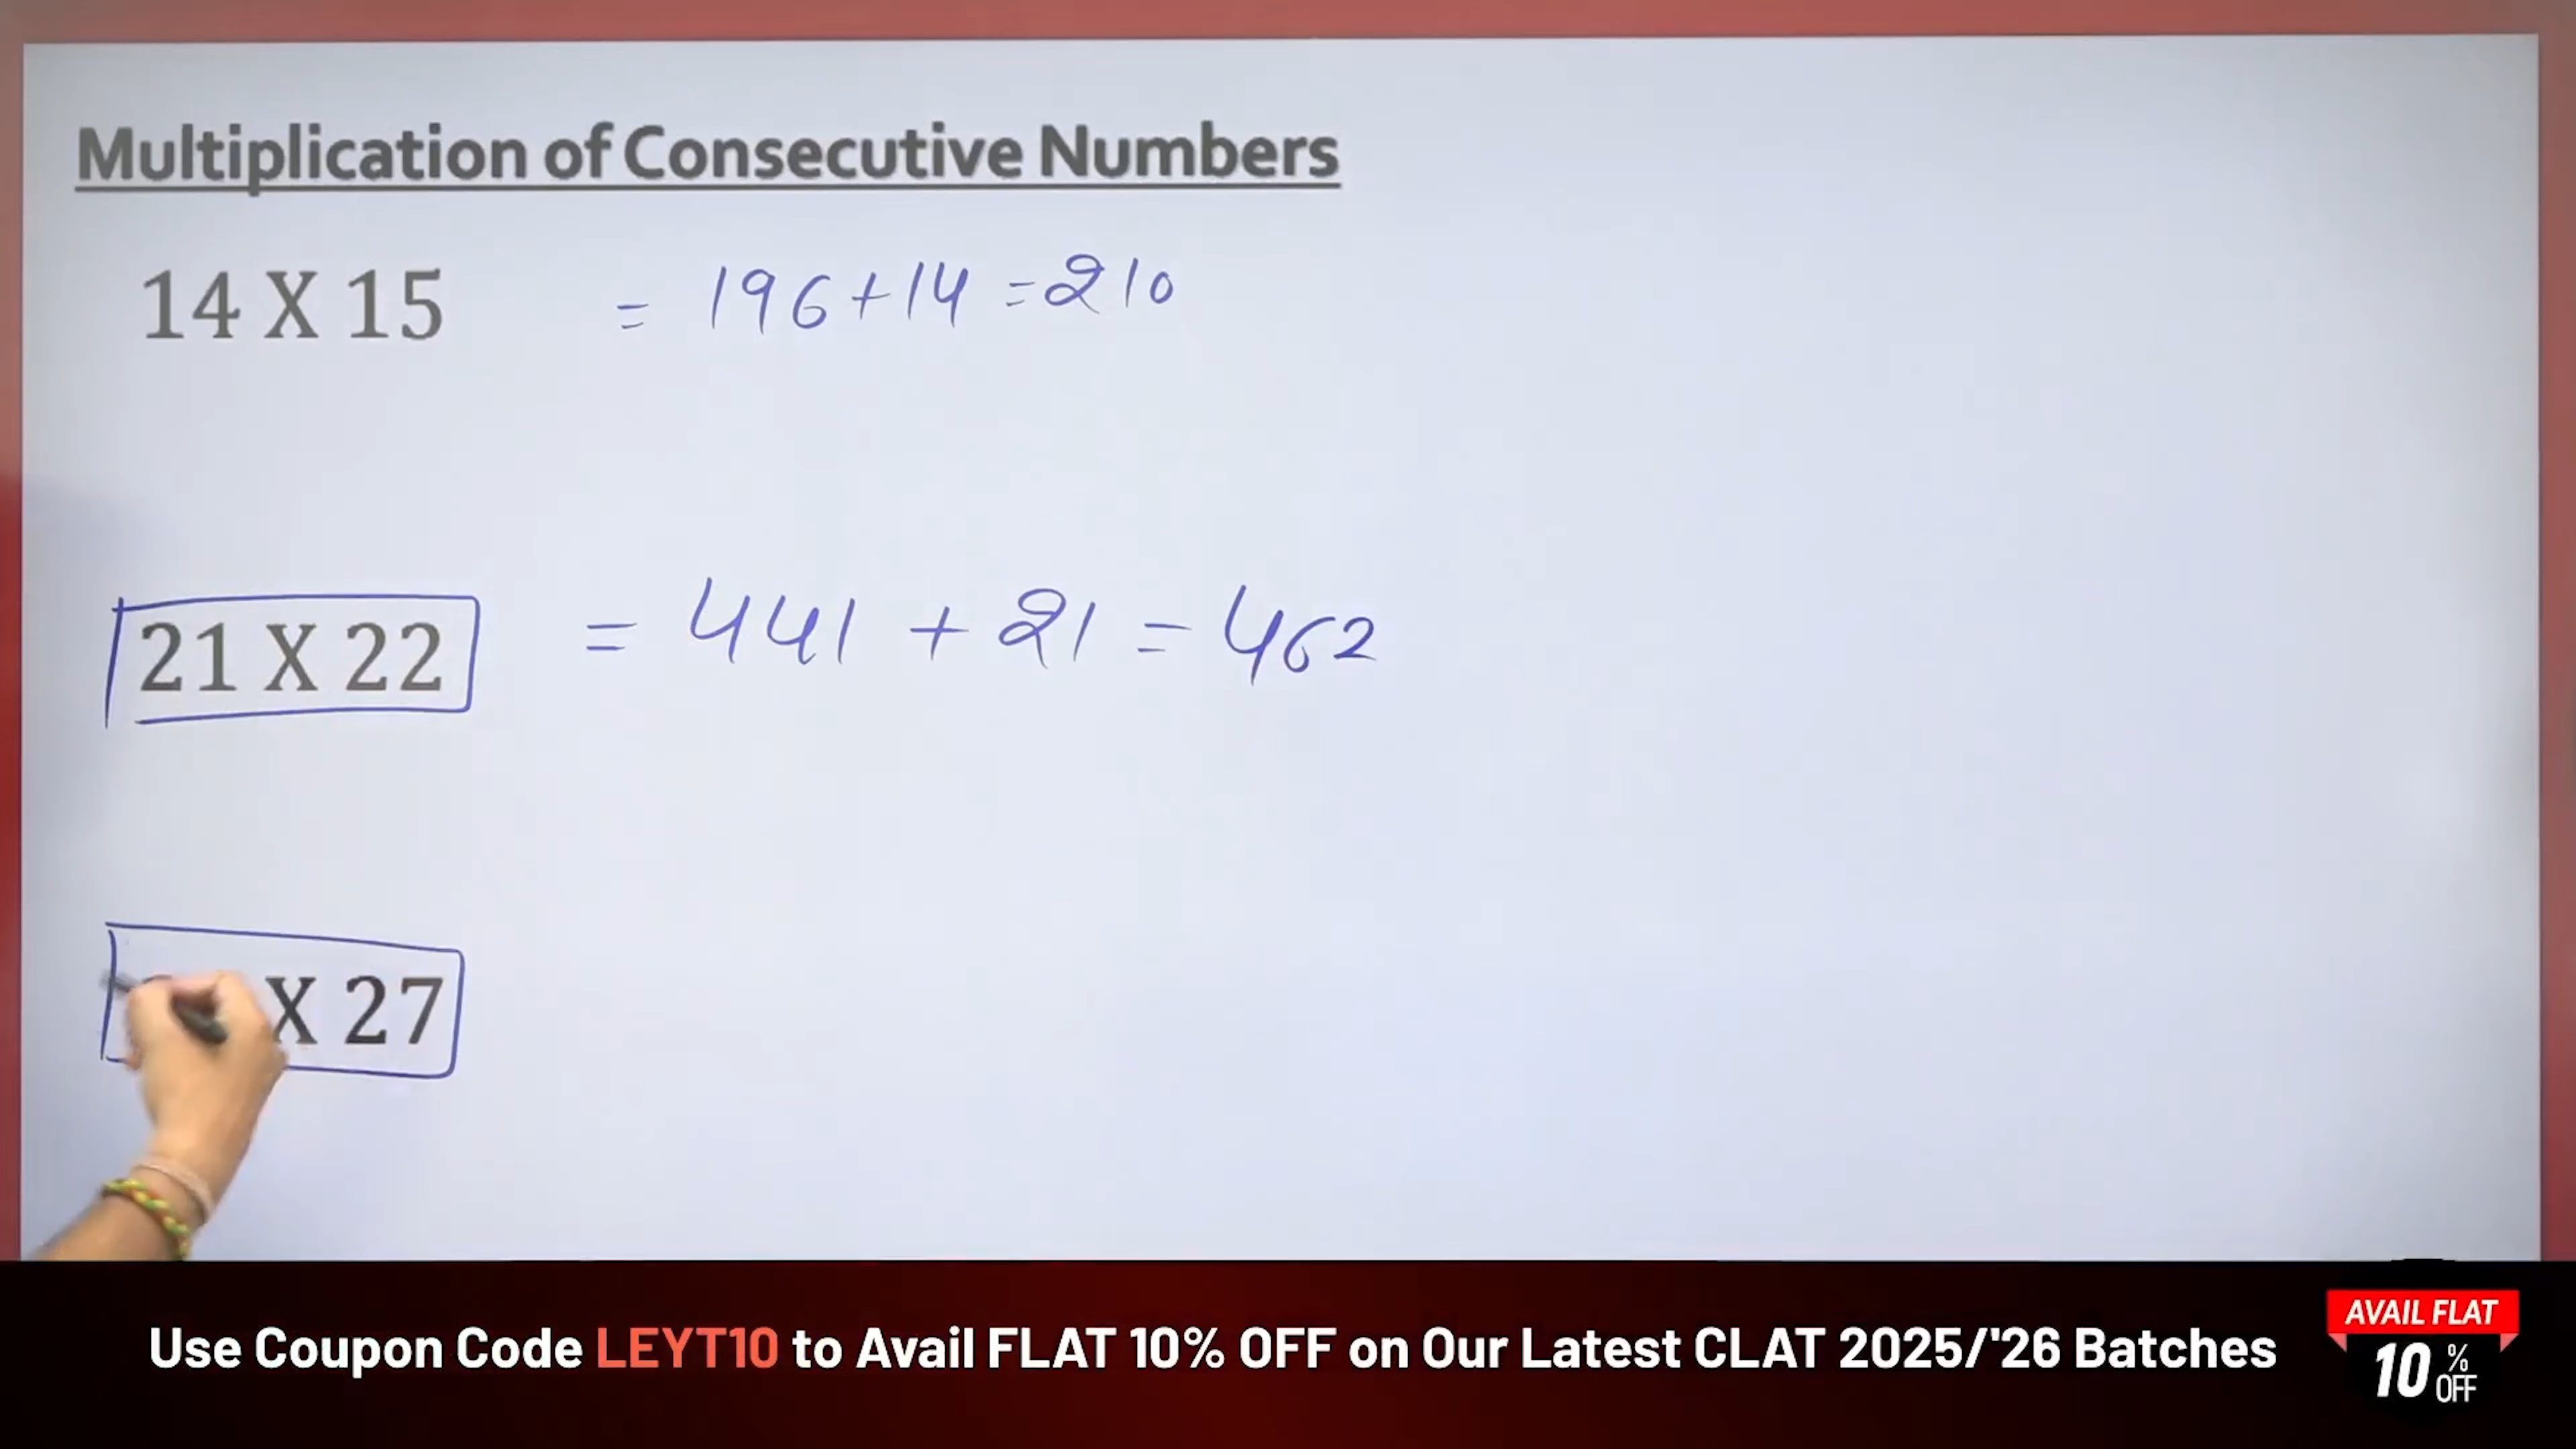 Multiplication of Consecutive Numbers
14 X 15 = 196 + 14 = 210
21 X 22 = 441 + 21 = 462
X 27
Use Coupon Code LEYT10 to Avail FLAT 10% OFF on Our Latest CLAT 2025/'26 Batches
AVAIL FLAT
10% OFF